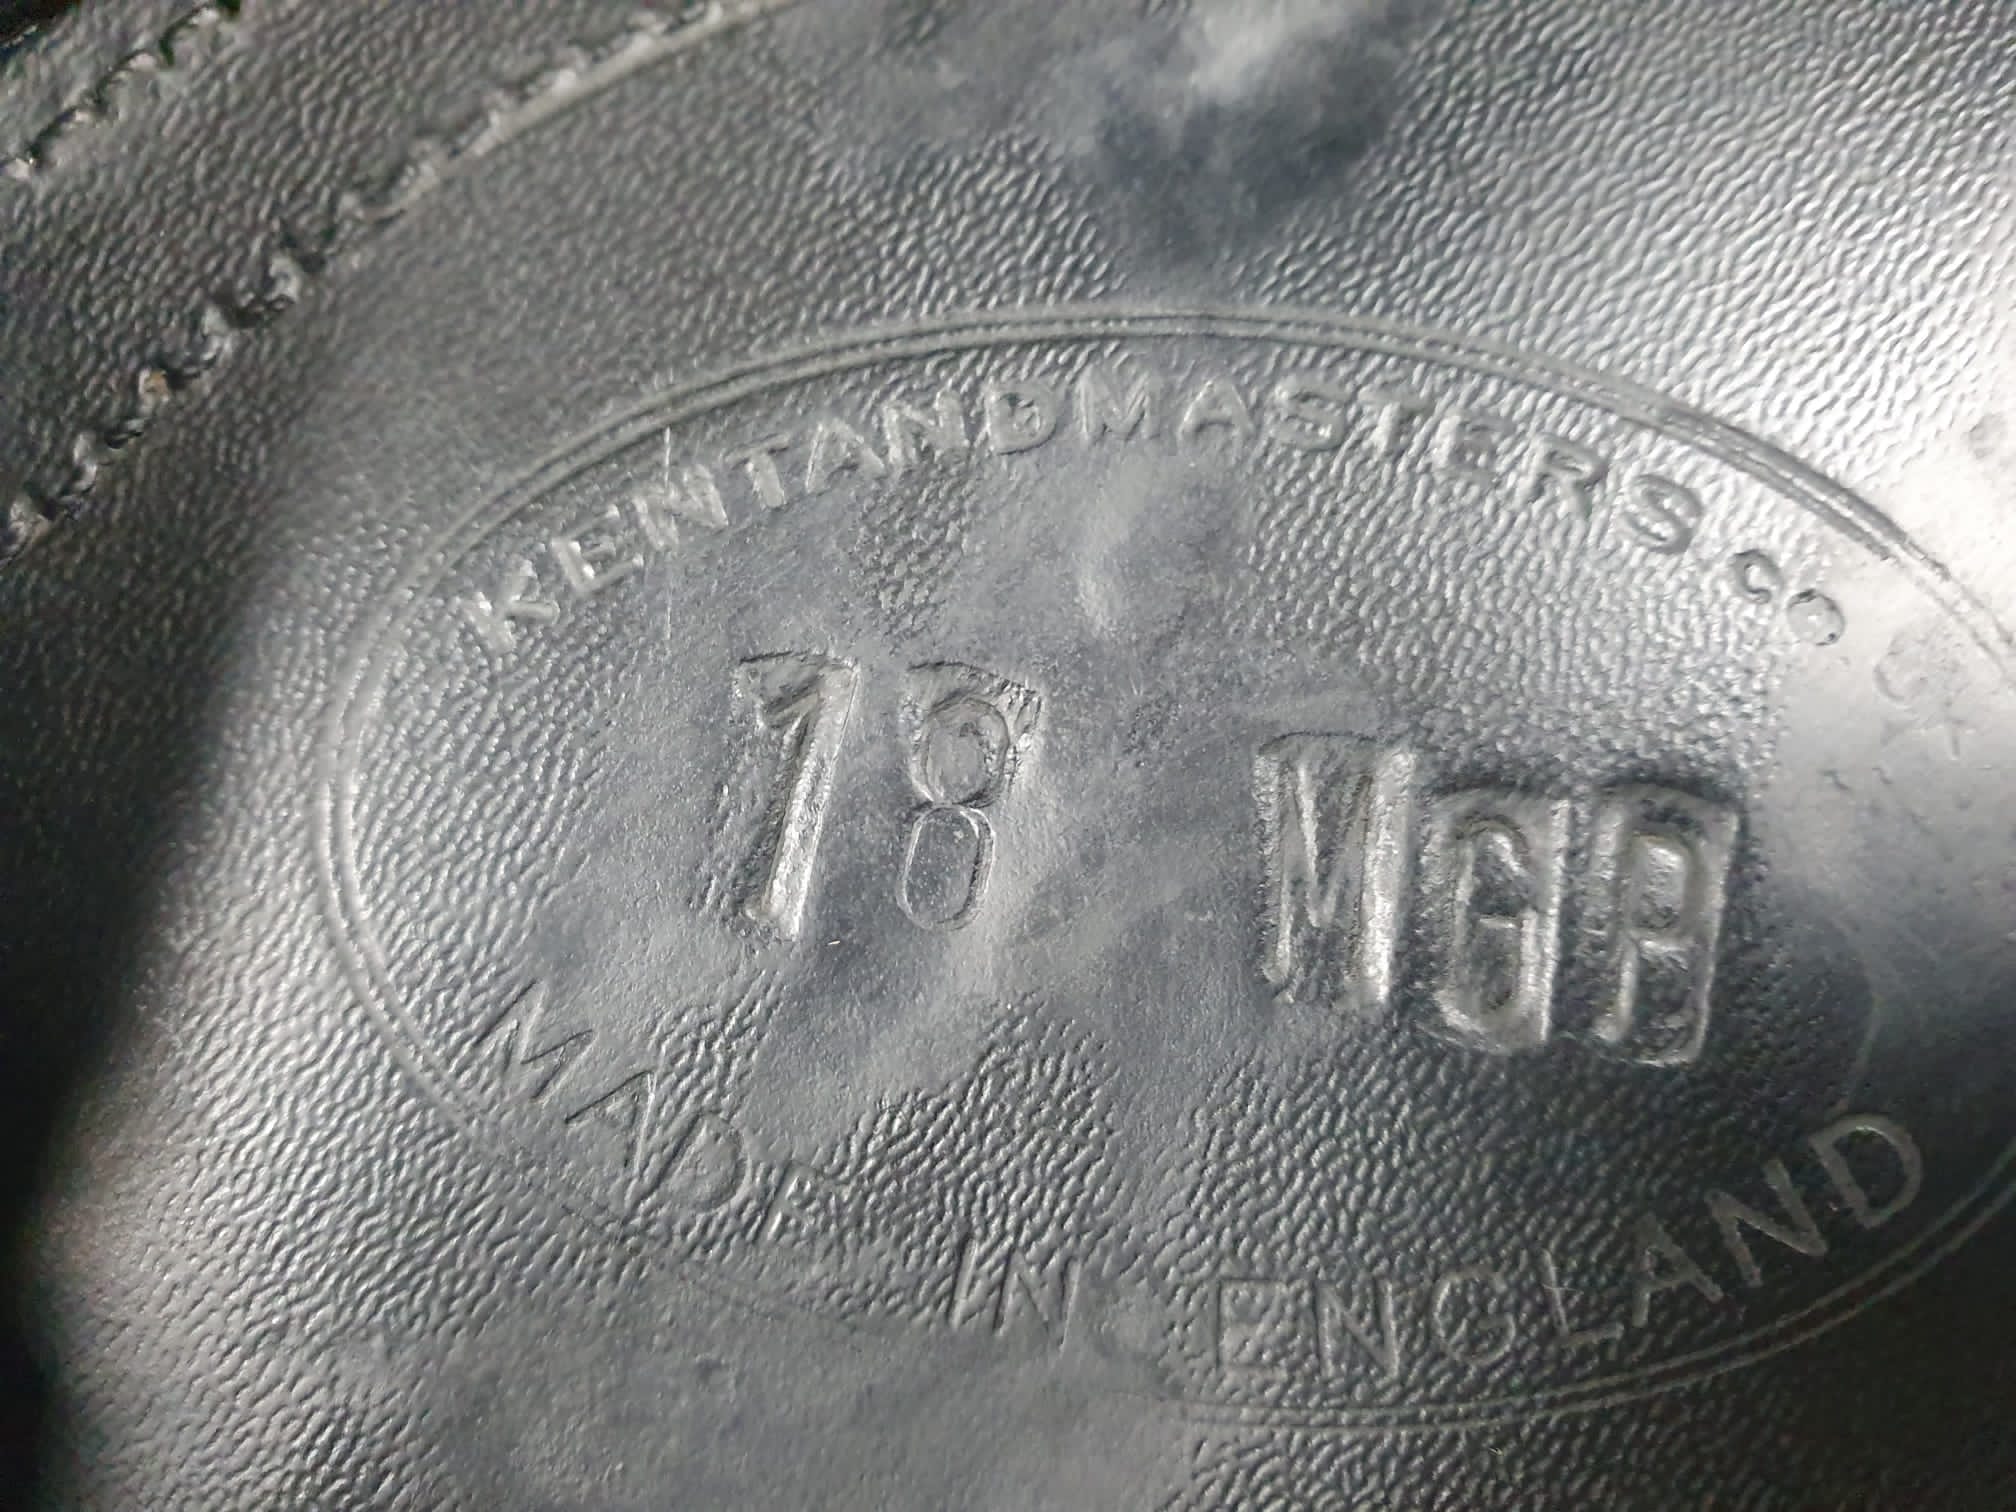 KENTANDMASTERS.co
18 MGR
MADE IN ENGLAND